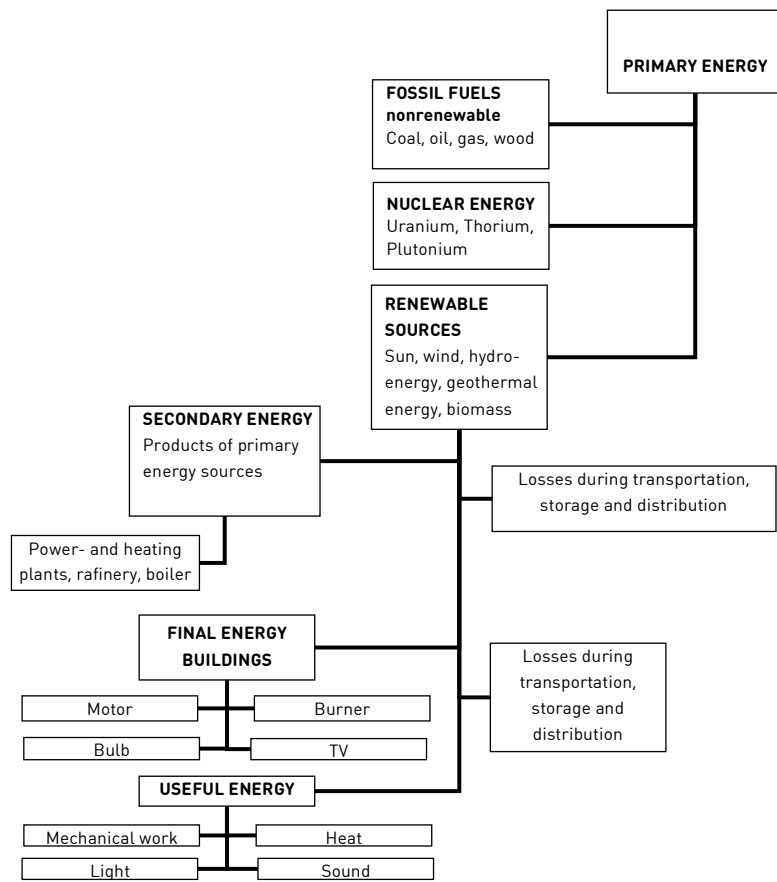 PRIMARY ENERGY
FOSSIL FUELS
nonrenewable
Coal, oil, gas, wood
NUCLEAR ENERGY
Uranium, Thorium,
Plutonium
RENEWABLE
SOURCES
Sun, wind, hydro-
energy, geothermal
energy, biomass
SECONDARY ENERGY
Products of primary
energy sources
Losses during transportation,
storage and distribution
Power- and heating
plants, rafinery, boiler
FINAL ENERGY
BUILDINGS
Losses during
transportation,
storage and
distribution
Motor
Burner
Bulb
TV
USEFUL ENERGY
Mechanical work
Heat
Light
Sound